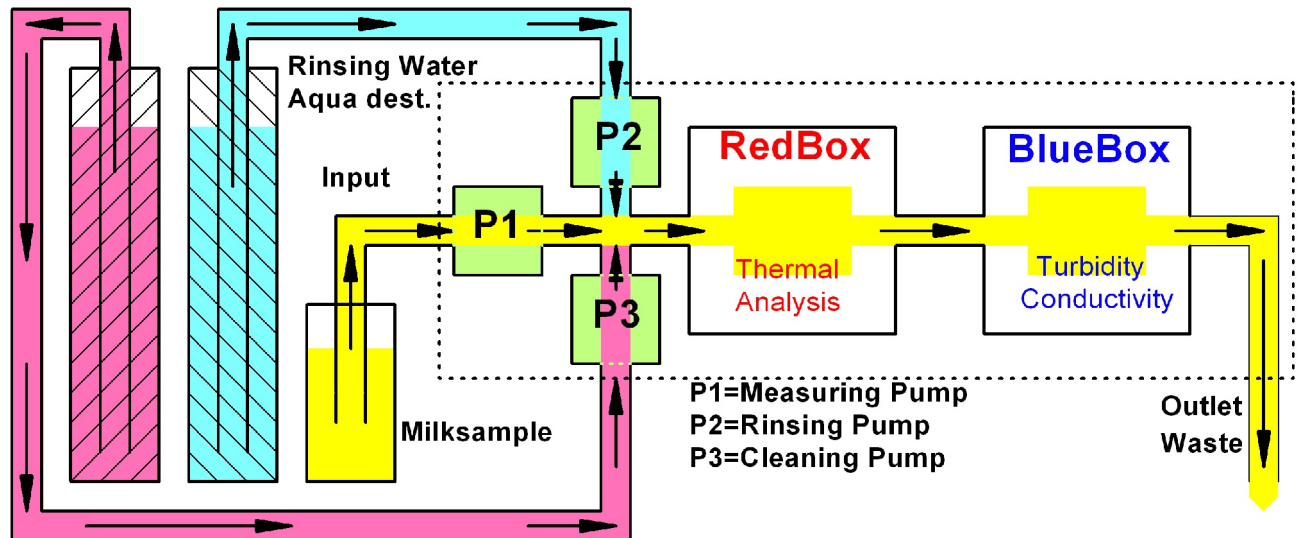 Rinsing Water
Aqua dest.
P2
RedBox
BlueBox
Input
P1
Thermal
Analysis
Turbidity
Conductivity
P3
Milksample
P1=Measuring Pump
P2=Rinsing Pump
P3=Cleaning Pump
Outlet
Waste